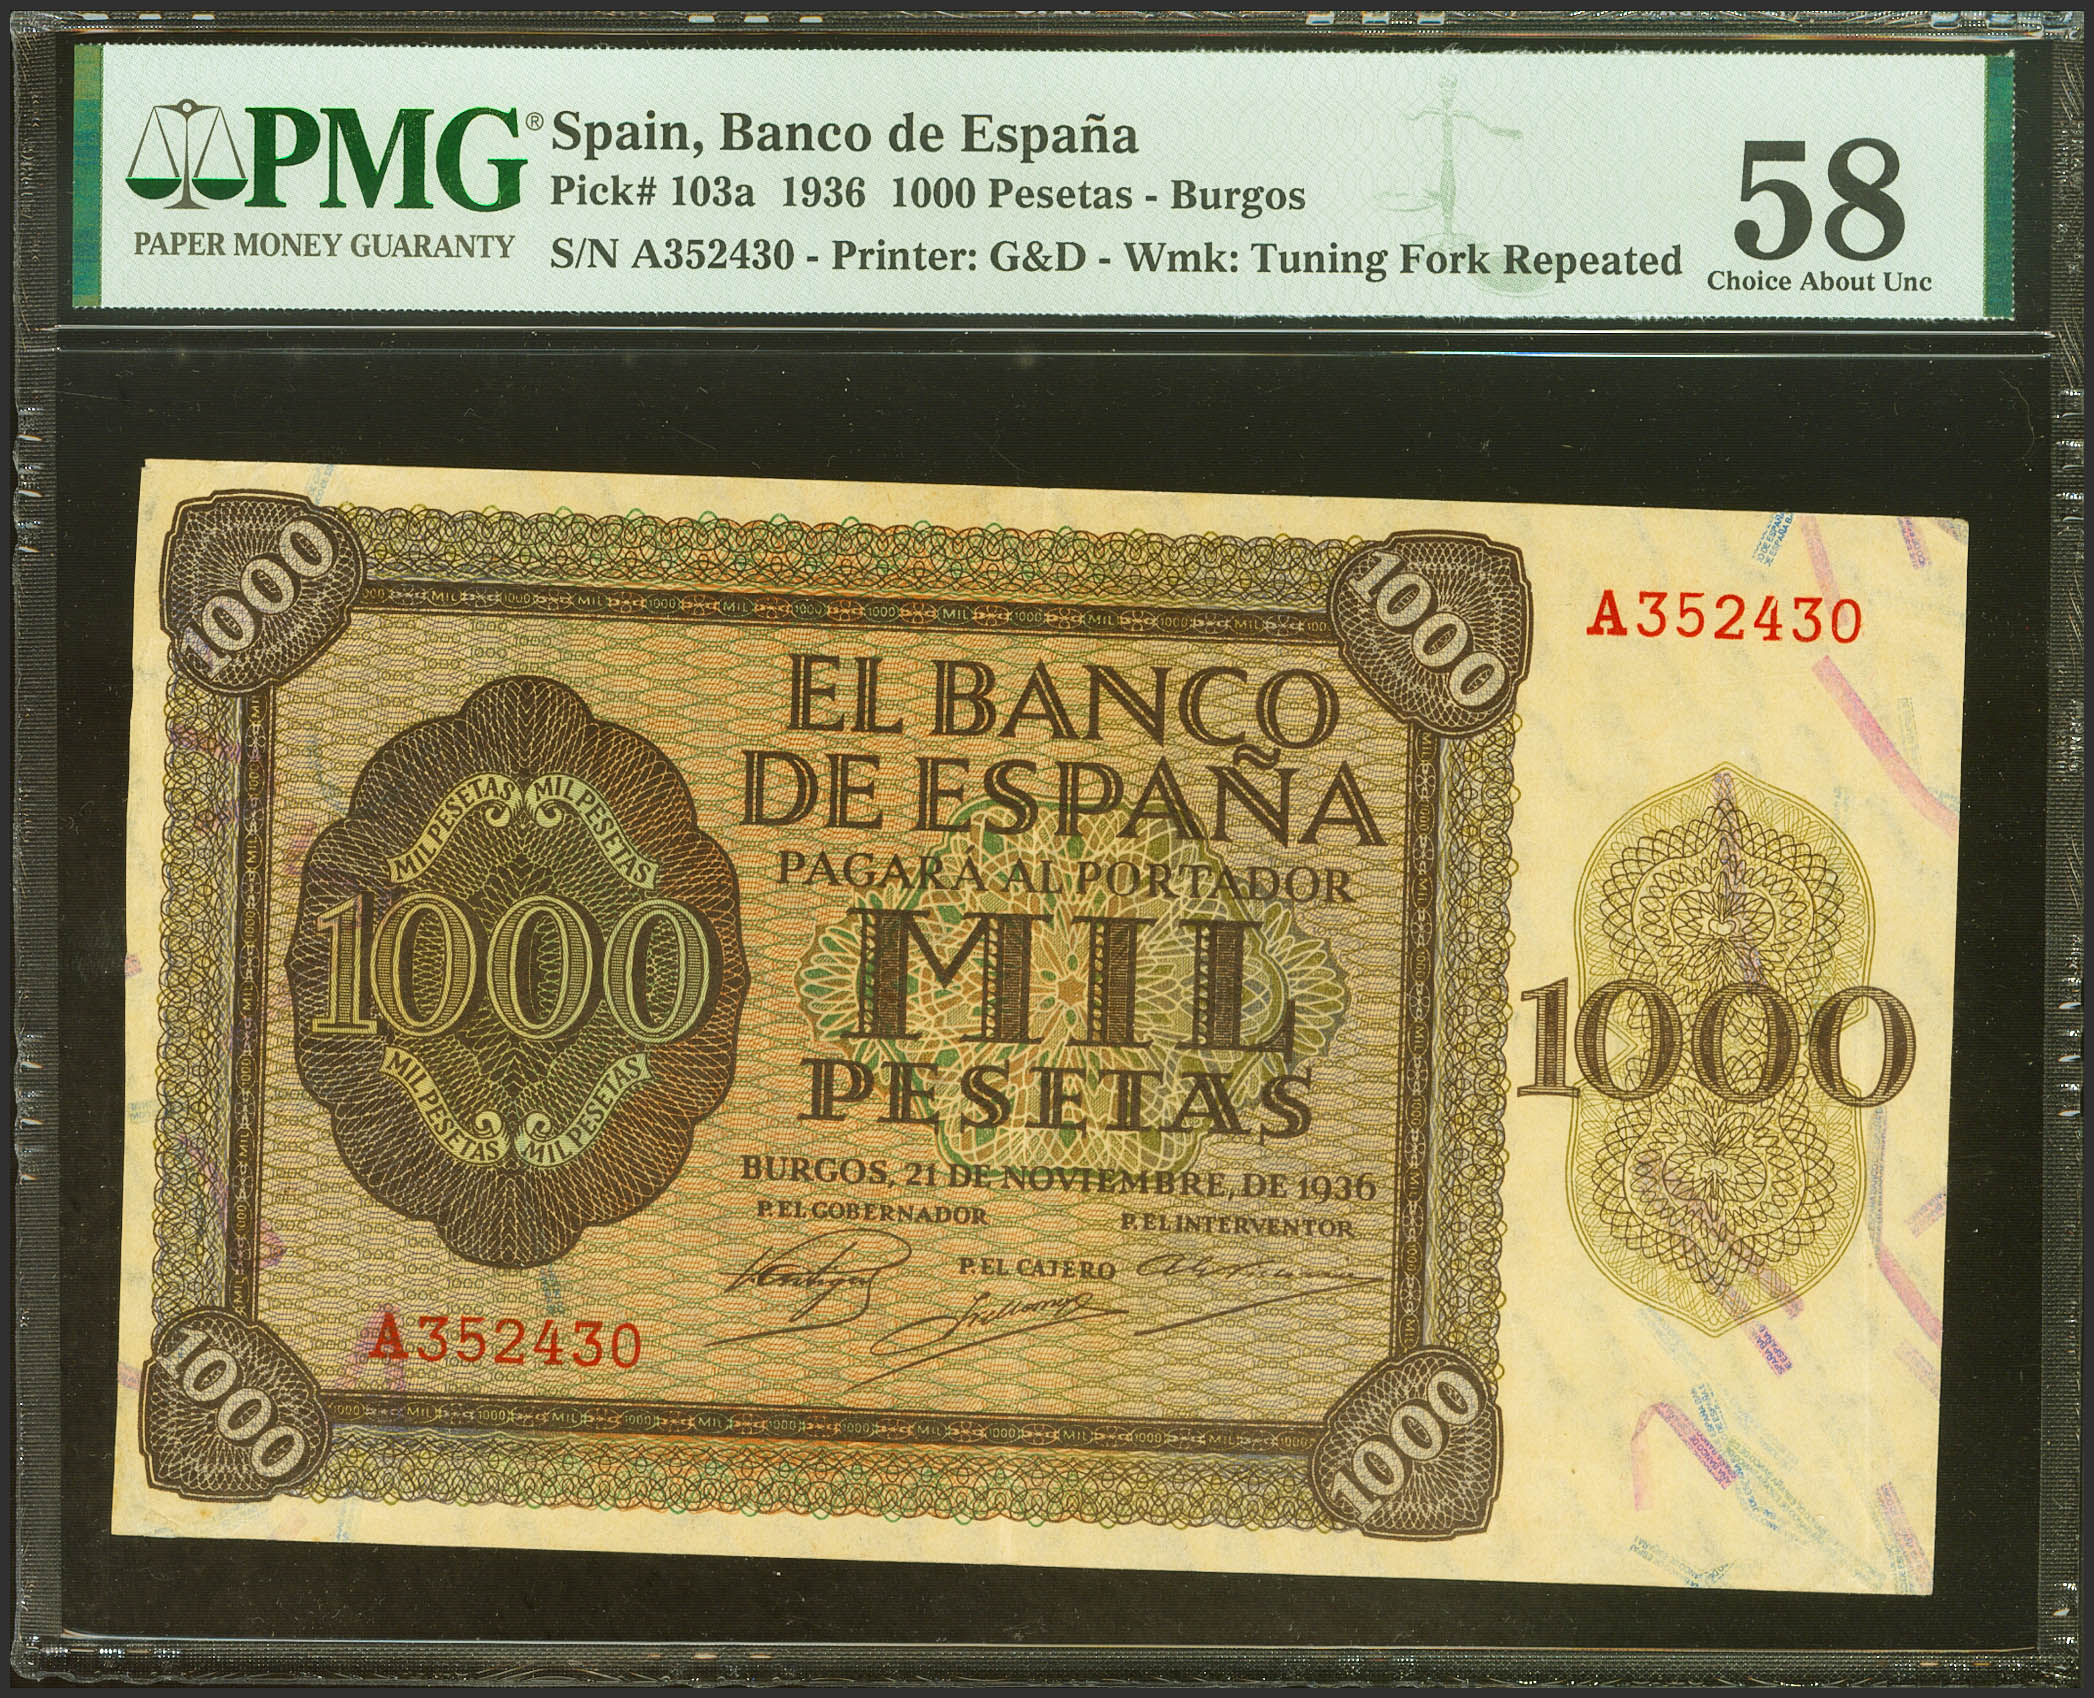 PMG®
PAPER MONEY GUARANTY
Spain, Banco de España
Pick# 103a 1936 1000 Pesetas - Burgos
S/N A352430 - Printer: G&D - Wmk: Tuning Fork Repeated
58
Choice About Unc
1000
1000
A352430
EL BANCO
DE ESPAÑA
PAGARÁ AL PORTADOR
MIL
PESETAS
MIL PESETAS MIL PESETAS
1000
MIL PESETAS MIL PESETAS
1000
BURGOS, 21 DE NOVIEMBRE, DE 1936
P. EL GOBERNADOR
P. EL INTERVENTOR
P. EL CAJERO
A352430
1000
1000